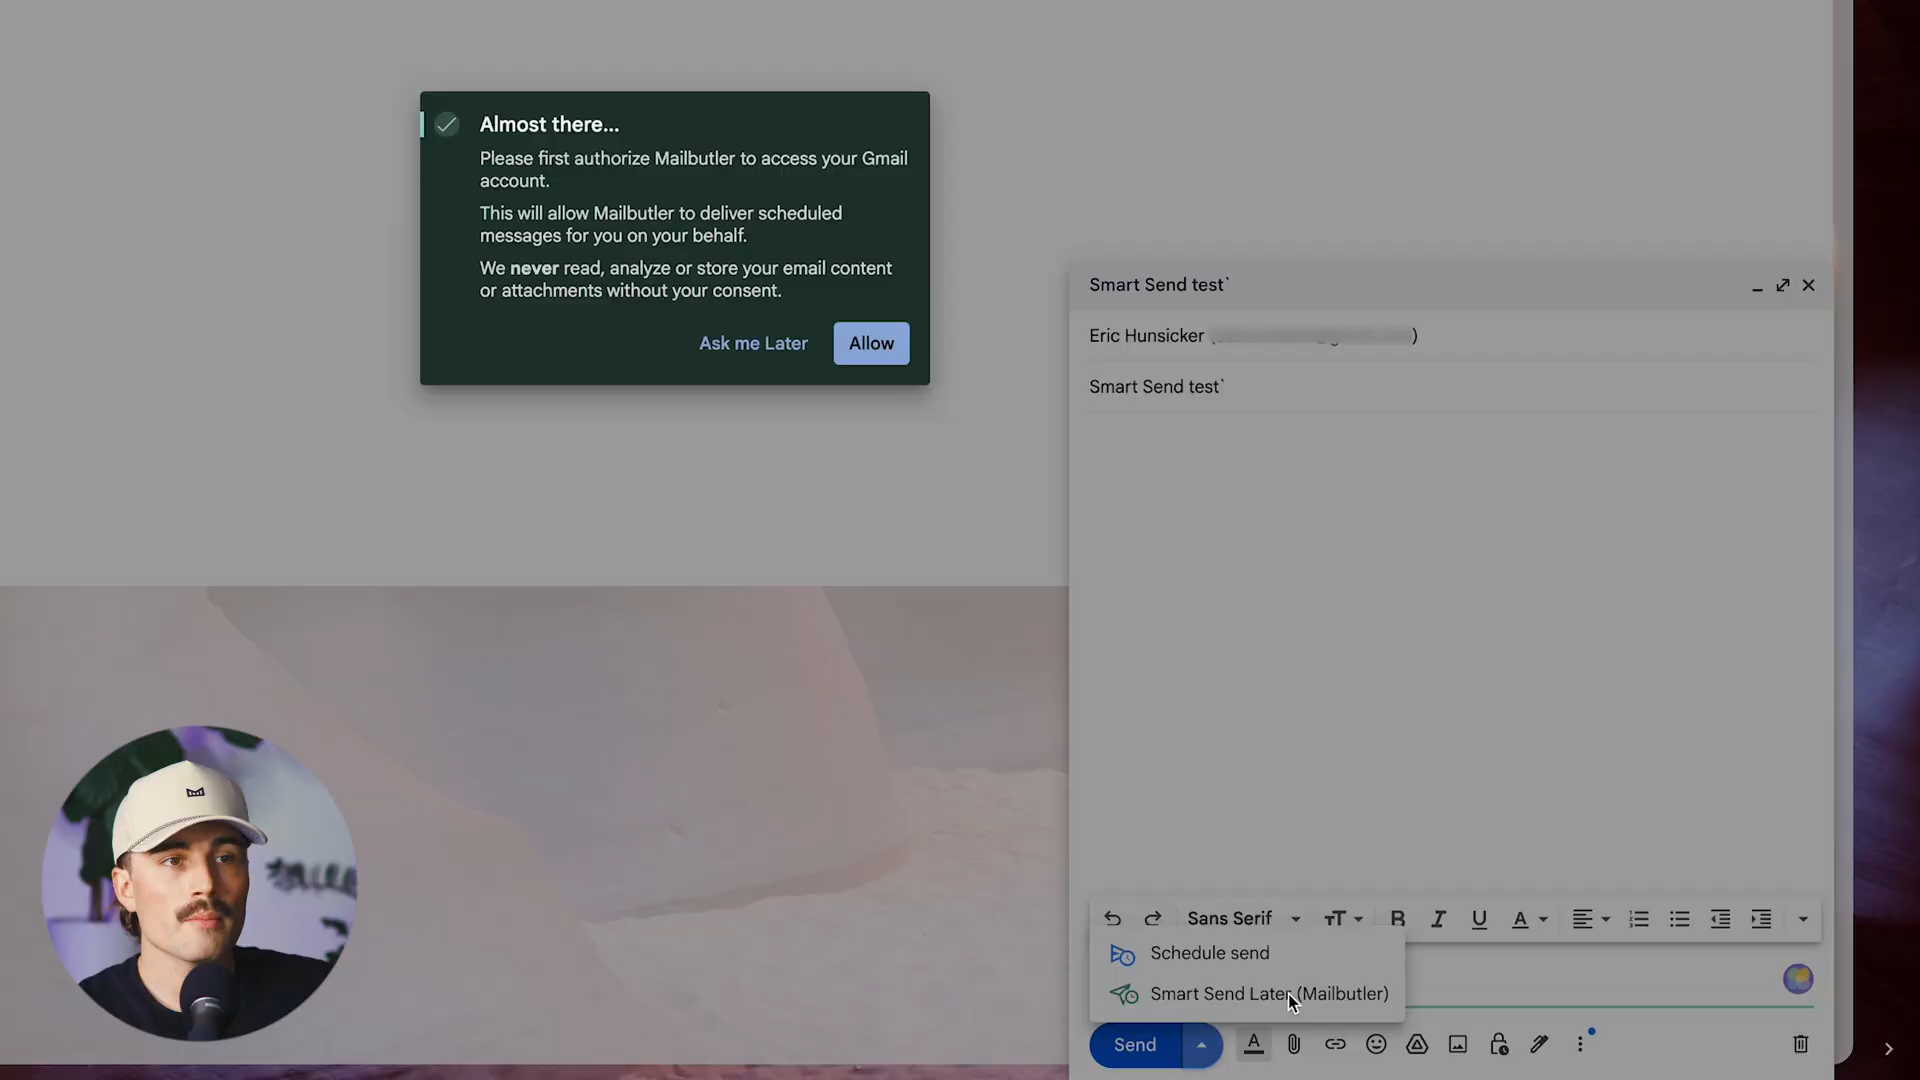 Almost there...
Please first authorize Mailbutler to access your Gmail
account.
This will allow Mailbutler to deliver scheduled
messages for you on your behalf.
We never read, analyze or store your email content
or attachments without your consent.
Ask me Later
Allow
Smart Send test`
Eric Hunsicker ( )
Smart Send test`
Sans Serif
Schedule send
Smart Send Later (Mailbutler)
Send